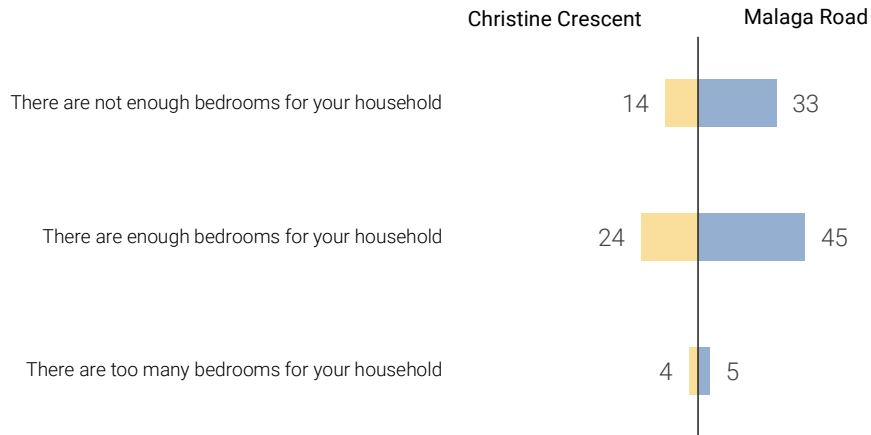 Christine Crescent Malaga Road
There are not enough bedrooms for your household 14 33
There are enough bedrooms for your household 24 45
There are too many bedrooms for your household 4 5